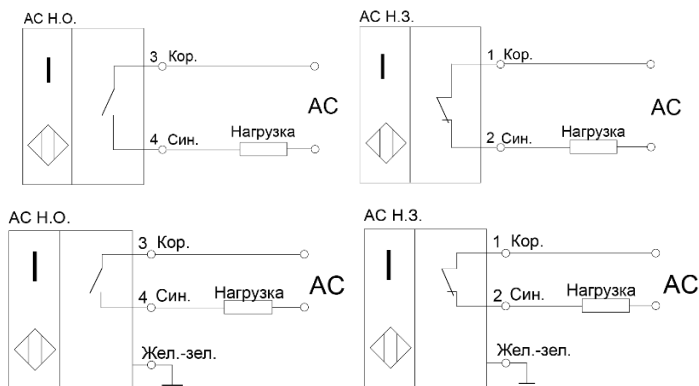 АС Н.О.
3 Кор.
АС
4 Син.
Нагрузка
АС Н.З.
1 Кор.
АС
2 Син.
Нагрузка
АС Н.О.
3 Кор.
АС
4 Син.
Нагрузка
Жел.-зел.
АС Н.З.
1 Кор.
АС
2 Син.
Нагрузка
Жел.-зел.